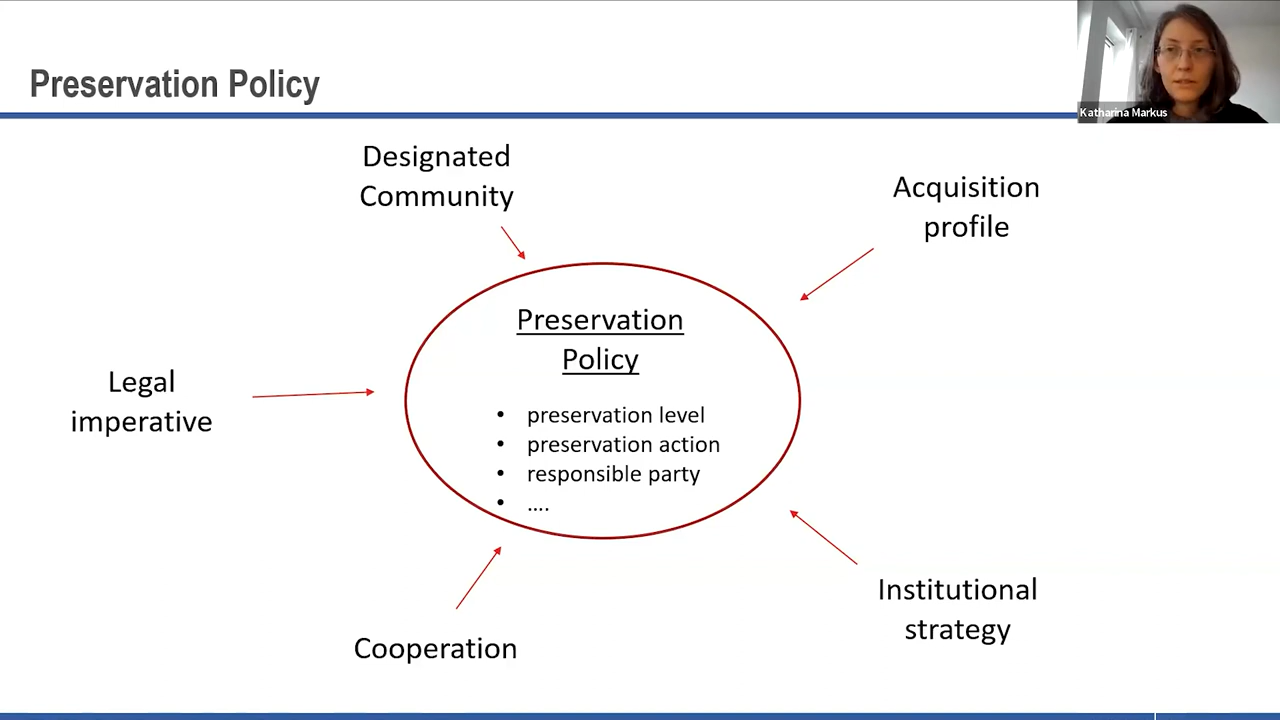 Preservation Policy
Katharina Markus
Designated
Community
Acquisition
profile
Preservation
Policy
• preservation level
• preservation action
• responsible party
• ....
Legal
imperative
Institutional
strategy
Cooperation